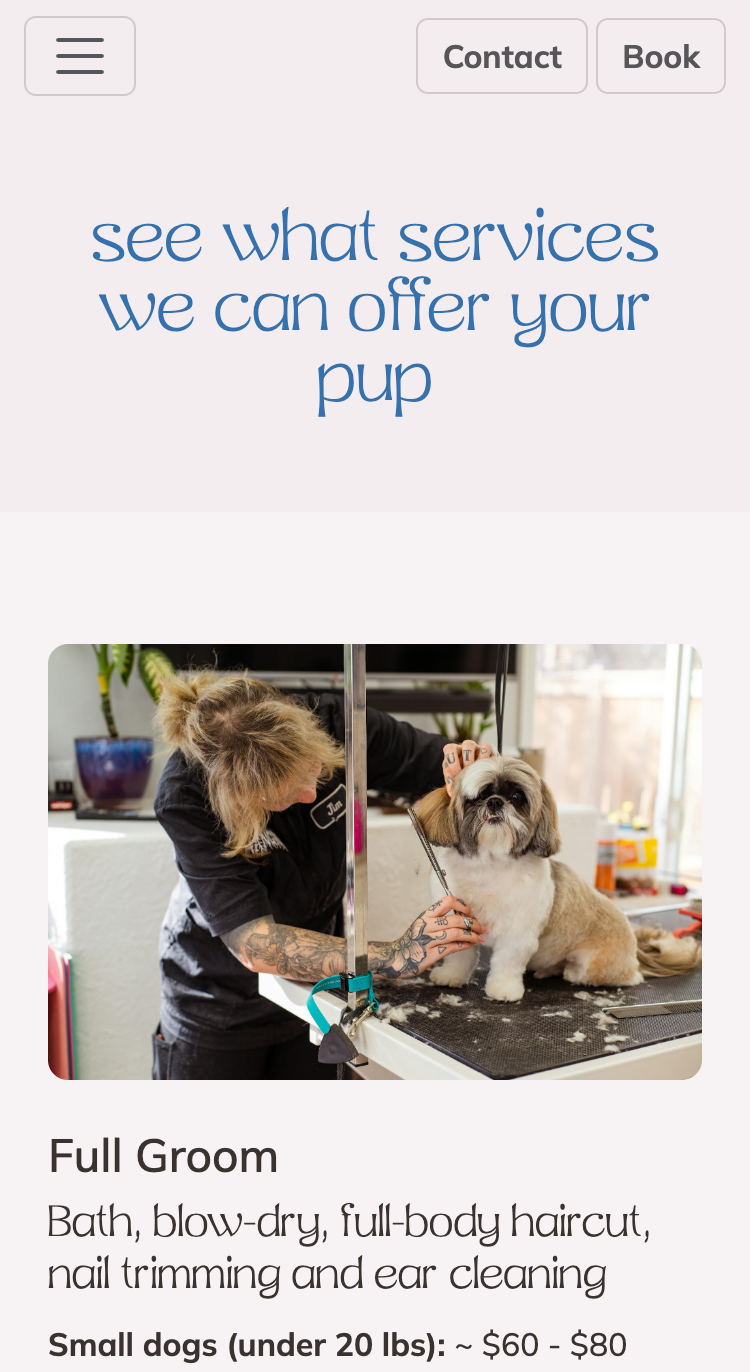 Contact
Book
see what services
we can offer your
pup
Jim
Full Groom
Bath, blow-dry, full-body haircut,
nail trimming and ear cleaning
Small dogs (under 20 lbs): ~ $60 - $80